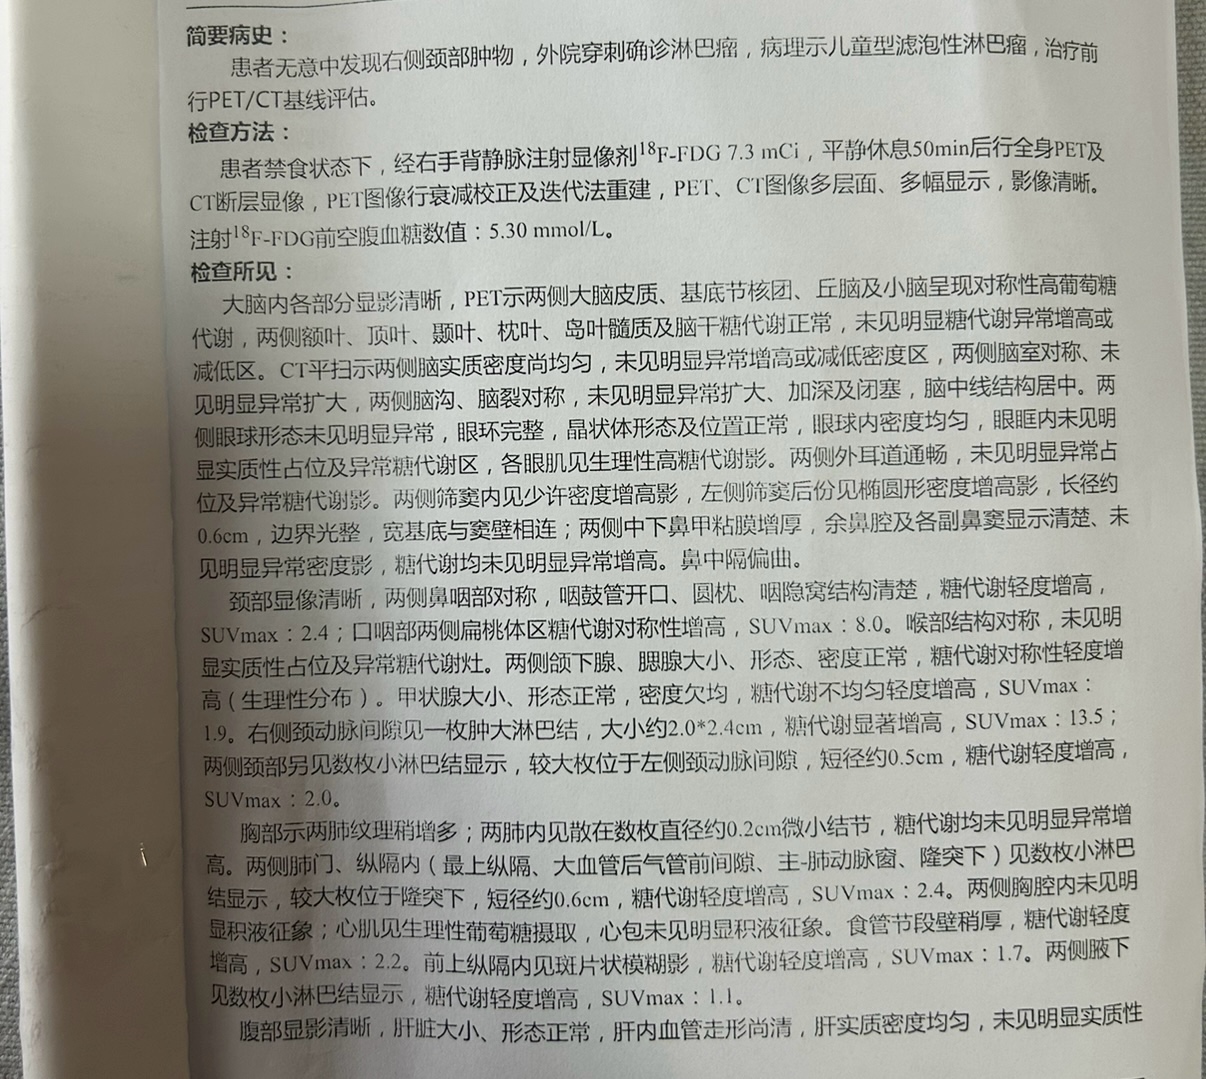 简要病史：
患者无意中发现右侧颈部肿物，外院穿刺确诊淋巴瘤，病理示儿童型滤泡性淋巴瘤，治疗前
行PET/CT基线评估。
检查方法：
患者禁食状态下，经右手背静脉注射显像剂¹⁸F-FDG 7.3 mCi，平静休息50min后行全身PET及
CT断层显像，PET图像行衰减校正及迭代法重建，PET、CT图像多层面、多幅显示，影像清晰。
注射¹⁸F-FDG前空腹血糖数值：5.30 mmol/L。
检查所见：
大脑内各部分显影清晰，PET示两侧大脑皮质、基底节核团、丘脑及小脑呈现对称性高葡萄糖
代谢，两侧额叶、顶叶、颞叶、枕叶、岛叶髓质及脑干糖代谢正常，未见明显糖代谢异常增高或
减低区。CT平扫示两侧脑实质密度尚均匀，未见明显异常增高或减低密度区，两侧脑室对称、未
见明显异常扩大，两侧脑沟、脑裂对称，未见明显异常扩大、加深及闭塞，脑中线结构居中。两
侧眼球形态未见明显异常，眼环完整，晶状体形态及位置正常，眼球内密度均匀，眼眶内未见明
显实质性占位及异常糖代谢区，各眼肌见生理性高糖代谢影。两侧外耳道通畅，未见明显异常占
位及异常糖代谢影。两侧筛窦内见少许密度增高影，左侧筛窦后份见椭圆形密度增高影，长径约
0.6cm，边界光整，宽基底与窦壁相连；两侧中下鼻甲粘膜增厚，余鼻腔及各副鼻窦显示清楚、未
见明显异常密度影，糖代谢均未见明显异常增高。鼻中隔偏曲。
颈部显像清晰，两侧鼻咽部对称，咽鼓管开口、圆枕、咽隐窝结构清楚，糖代谢轻度增高，
SUVmax：2.4；口咽部两侧扁桃体区糖代谢对称性增高，SUVmax：8.0。喉部结构对称，未见明
显实质性占位及异常糖代谢灶。两侧颌下腺、腮腺大小、形态、密度正常，糖代谢对称性轻度增
高（生理性分布）。甲状腺大小、形态正常，密度欠均，糖代谢不均匀轻度增高，SUVmax：
1.9。右侧颈动脉间隙见一枚肿大淋巴结，大小约2.0*2.4cm，糖代谢显著增高，SUVmax：13.5；
两侧颈部另见数枚小淋巴结显示，较大枚位于左侧颈动脉间隙，短径约0.5cm，糖代谢轻度增高，
SUVmax：2.0。
胸部示两肺纹理稍增多；两肺内见散在数枚直径约0.2cm微小结节，糖代谢均未见明显异常增
高。两侧肺门、纵隔内（最上纵隔、大血管后气管前间隙、主-肺动脉窗、隆突下）见数枚小淋巴
结显示，较大枚位于隆突下，短径约0.6cm，糖代谢轻度增高，SUVmax：2.4。两侧胸腔内未见明
显积液征象；心肌见生理性葡萄糖摄取，心包未见明显积液征象。食管节段壁稍厚，糖代谢轻度
增高，SUVmax：2.2。前上纵隔内见斑片状模糊影，糖代谢轻度增高，SUVmax：1.7。两侧腋下
见数枚小淋巴结显示，糖代谢轻度增高，SUVmax：1.1。
腹部显影清晰，肝脏大小、形态正常，肝内血管走形尚清，肝实质密度均匀，未见明显实质性